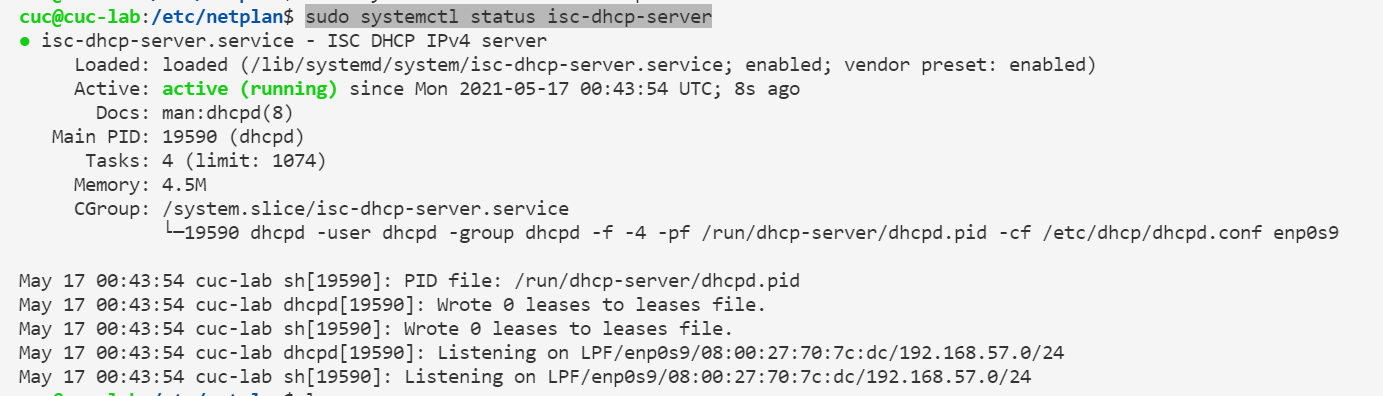 cuc@cuc-lab:/etc/netplan$ sudo systemctl status isc-dhcp-server
● isc-dhcp-server.service - ISC DHCP IPv4 server
     Loaded: loaded (/lib/systemd/system/isc-dhcp-server.service; enabled; vendor preset: enabled)
     Active: active (running) since Mon 2021-05-17 00:43:54 UTC; 8s ago
       Docs: man:dhcpd(8)
   Main PID: 19590 (dhcpd)
      Tasks: 4 (limit: 1074)
     Memory: 4.5M
     CGroup: /system.slice/isc-dhcp-server.service
             └─19590 dhcpd -user dhcpd -group dhcpd -f -4 -pf /run/dhcp-server/dhcpd.pid -cf /etc/dhcp/dhcpd.conf enp0s9
May 17 00:43:54 cuc-lab sh[19590]: PID file: /run/dhcp-server/dhcpd.pid
May 17 00:43:54 cuc-lab dhcpd[19590]: Wrote 0 leases to leases file.
May 17 00:43:54 cuc-lab sh[19590]: Wrote 0 leases to leases file.
May 17 00:43:54 cuc-lab dhcpd[19590]: Listening on LPF/enp0s9/08:00:27:70:7c:dc/192.168.57.0/24
May 17 00:43:54 cuc-lab sh[19590]: Listening on LPF/enp0s9/08:00:27:70:7c:dc/192.168.57.0/24